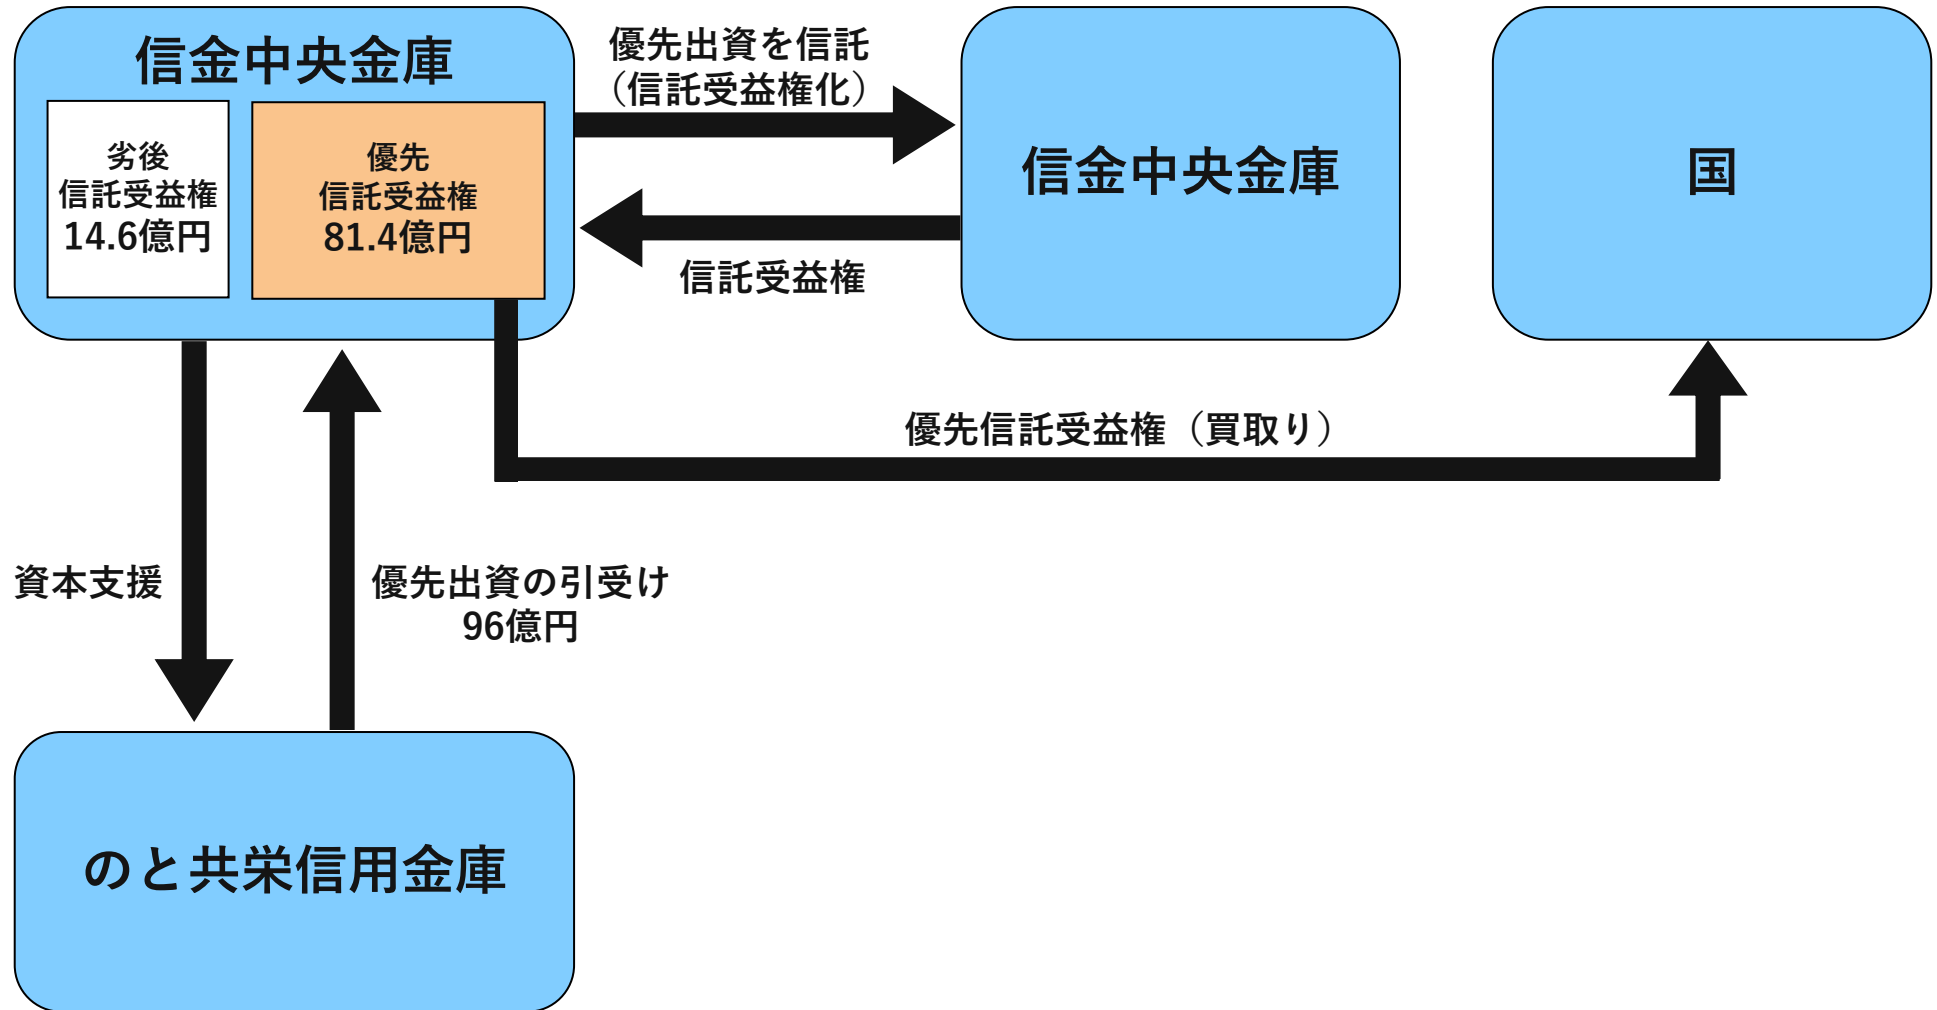 信金中央金庫
劣後
信託受益権
14.6億円
優先
信託受益権
81.4億円
優先出資を信託
（信託受益権化）
信託受益権
信金中央金庫
国
優先信託受益権（買取り）
資本支援
優先出資の引受け
96億円
のと共栄信用金庫